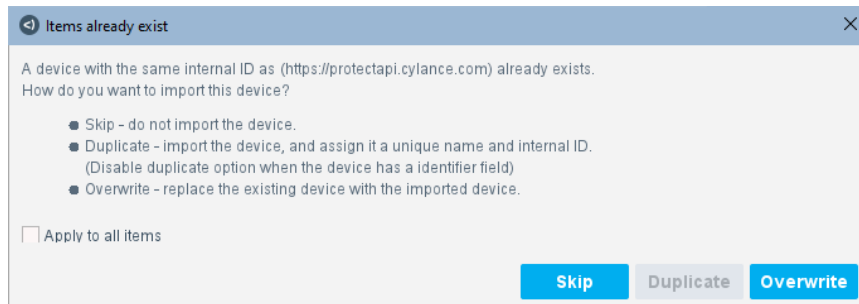 Items already exist
A device with the same internal ID as (https://protectapi.cylance.com) already exists.
How do you want to import this device?
Skip - do not import the device.
Duplicate - import the device, and assign it a unique name and internal ID.
(Disable duplicate option when the device has a identifier field)
Overwrite - replace the existing device with the imported device.
Apply to all items
Skip Duplicate Overwrite